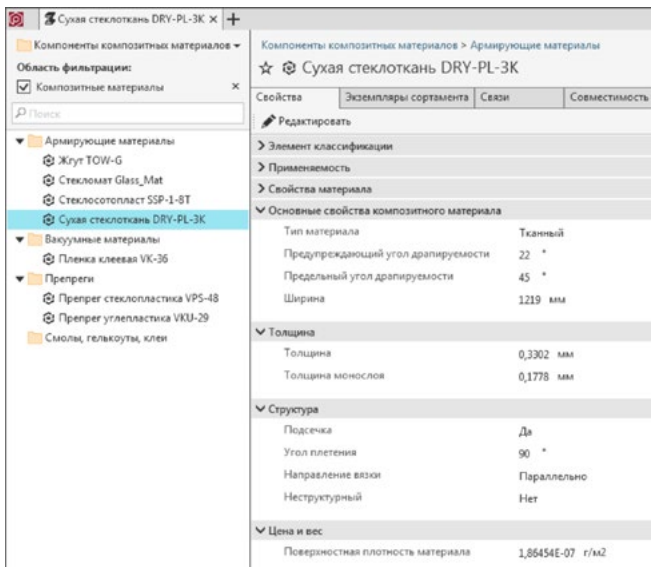 Сухая стеклоткань DRY-PL-3K
Компоненты композитных материалов
Область фильтрации:
Композитные материалы
Поиск
Армирующие материалы
Жгут TOW-G
Стекломат Glass_Mat
Стеклосотопласт SSP-1-8T
Сухая стеклоткань DRY-PL-3K
Вакуумные материалы
Пленка клеевая VK-36
Препреги
Препрег стеклопластика VPS-48
Препрег углепластика VKU-29
Смолы, гелькоуты, клеи
Компоненты композитных материалов > Армирующие материалы
Сухая стеклоткань DRY-PL-3K
Свойства Экземпляры сортамента Связи Совместимость
Редактировать
Элемент классификации
Применяемость
Свойства материала
Основные свойства композитного материала
Тип материала Тканный
Предупреждающий угол драпируемости 22 °
Предельный угол драпируемости 45 °
Ширина 1219 мм
Толщина
Толщина 0,3302 мм
Толщина монослоя 0,1778 мм
Структура
Подсечка Да
Угол плетения 90 °
Направление вязки Параллельно
Неструктурный Нет
Цена и вес
Поверхностная плотность материала 1,86454E-07 г/м2